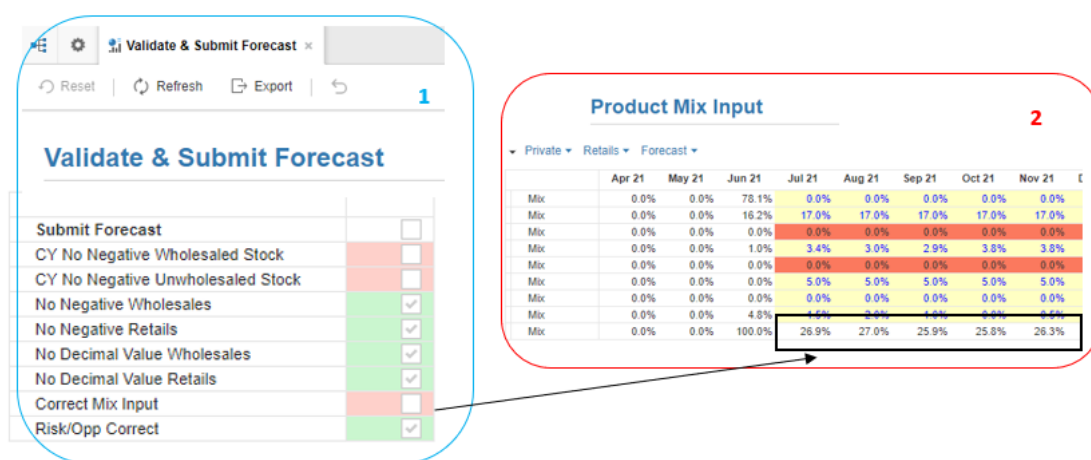 Validate & Submit Forecast ×
Reset Refresh Export
1
Validate & Submit Forecast
Submit Forecast
CY No Negative Wholesaled Stock
CY No Negative Unwholesaled Stock
No Negative Wholesales
No Negative Retails
No Decimal Value Wholesales
No Decimal Value Retails
Correct Mix Input
Risk/Opp Correct
Product Mix Input
2
Private Retails Forecast
Apr 21 May 21 Jun 21 Jul 21 Aug 21 Sep 21 Oct 21 Nov 21 D
Mix 0.0% 0.0% 78.1% 0.0% 0.0% 0.0% 0.0% 0.0%
Mix 0.0% 0.0% 16.2% 17.0% 17.0% 17.0% 17.0% 17.0%
Mix 0.0% 0.0% 0.0% 0.0% 0.0% 0.0% 0.0% 0.0%
Mix 0.0% 0.0% 1.0% 3.4% 3.0% 2.9% 3.8% 3.8%
Mix 0.0% 0.0% 0.0% 0.0% 0.0% 0.0% 0.0% 0.0%
Mix 0.0% 0.0% 0.0% 5.0% 5.0% 5.0% 5.0% 5.0%
Mix 0.0% 0.0% 0.0% 0.0% 0.0% 0.0% 0.0% 0.0%
Mix 0.0% 0.0% 4.8% 1.5% 2.0% 1.0% 0.0% 0.5%
Mix 0.0% 0.0% 100.0% 26.9% 27.0% 25.9% 25.8% 26.3%